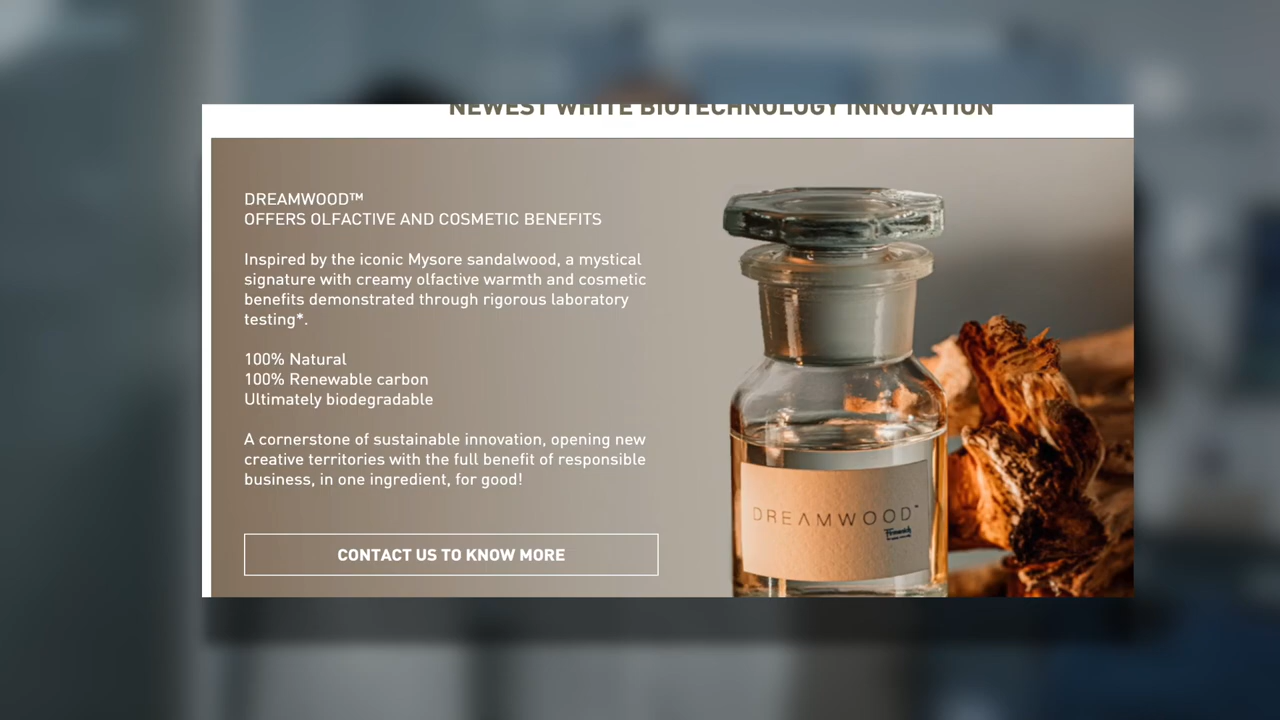 NEWEST WHITE BIOTECHNOLOGY INNOVATION
DREAMWOOD™
OFFERS OLFACTIVE AND COSMETIC BENEFITS
Inspired by the iconic Mysore sandalwood, a mystical
signature with creamy olfactive warmth and cosmetic
benefits demonstrated through rigorous laboratory
testing*.
100% Natural
100% Renewable carbon
Ultimately biodegradable
A cornerstone of sustainable innovation, opening new
creative territories with the full benefit of responsible
business, in one ingredient, for good!
CONTACT US TO KNOW MORE
DREAMWOOD™